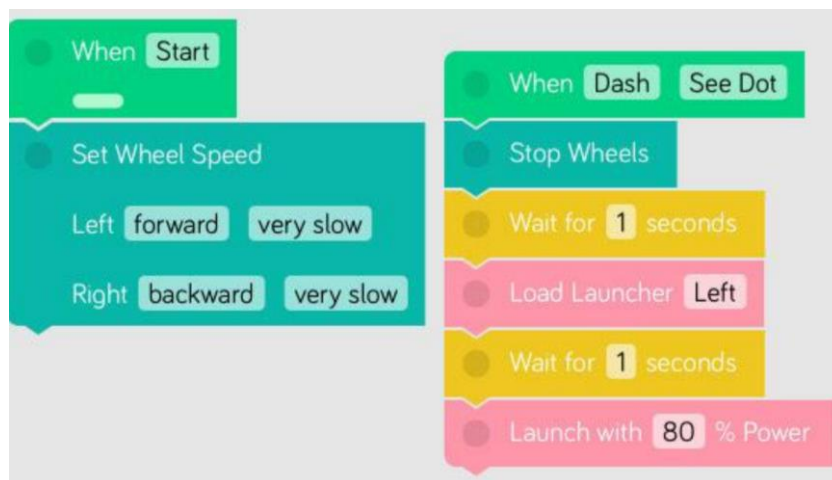 When Start
Set Wheel Speed
Left forward very slow
Right backward very slow
When Dash See Dot
Stop Wheels
Wait for 1 seconds
Load Launcher Left
Wait for 1 seconds
Launch with 80 % Power